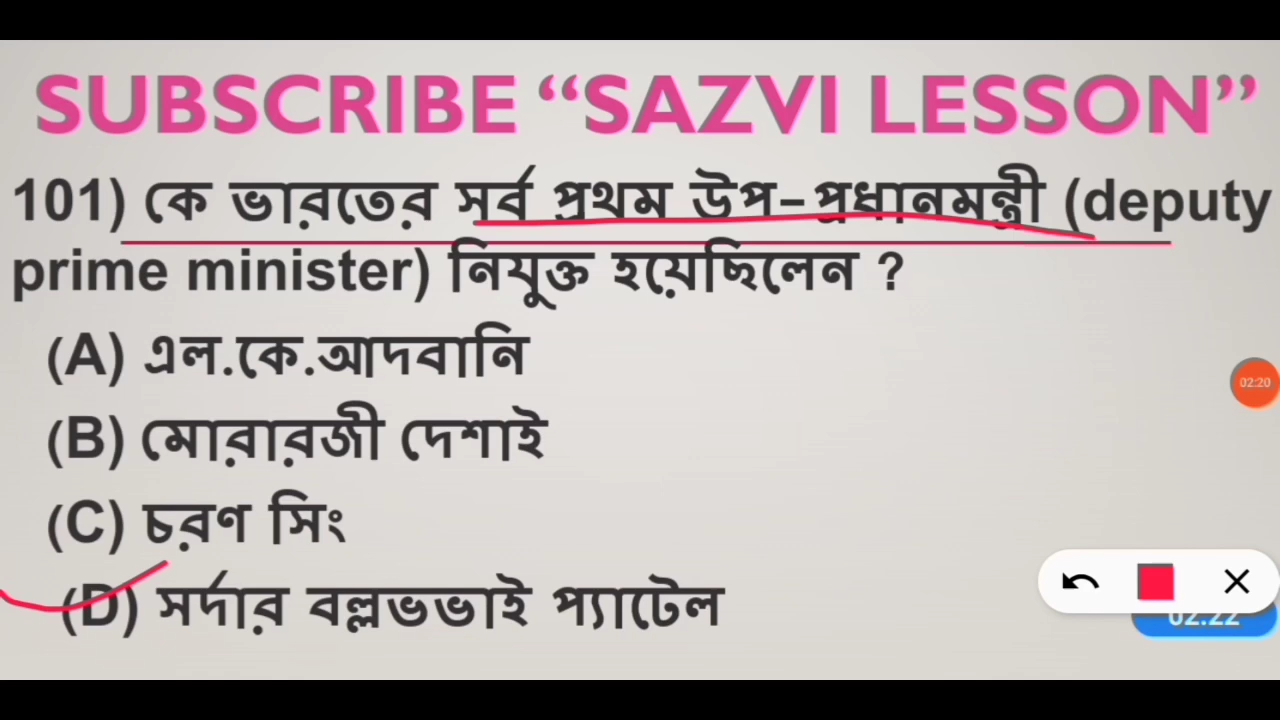 SUBSCRIBE “SAZVI LESSON”
101) কে ভারতের সর্ব প্রথম উপ-প্রধানমন্ত্রী (deputy
prime minister) নিযুক্ত হয়েছিলেন ?
(A) এল.কে.আদবানি
(B) মোরারজী দেশাই
(C) চরণ সিং
(D) সর্দার বল্লভভাই প্যাটেল
02:20
02:22